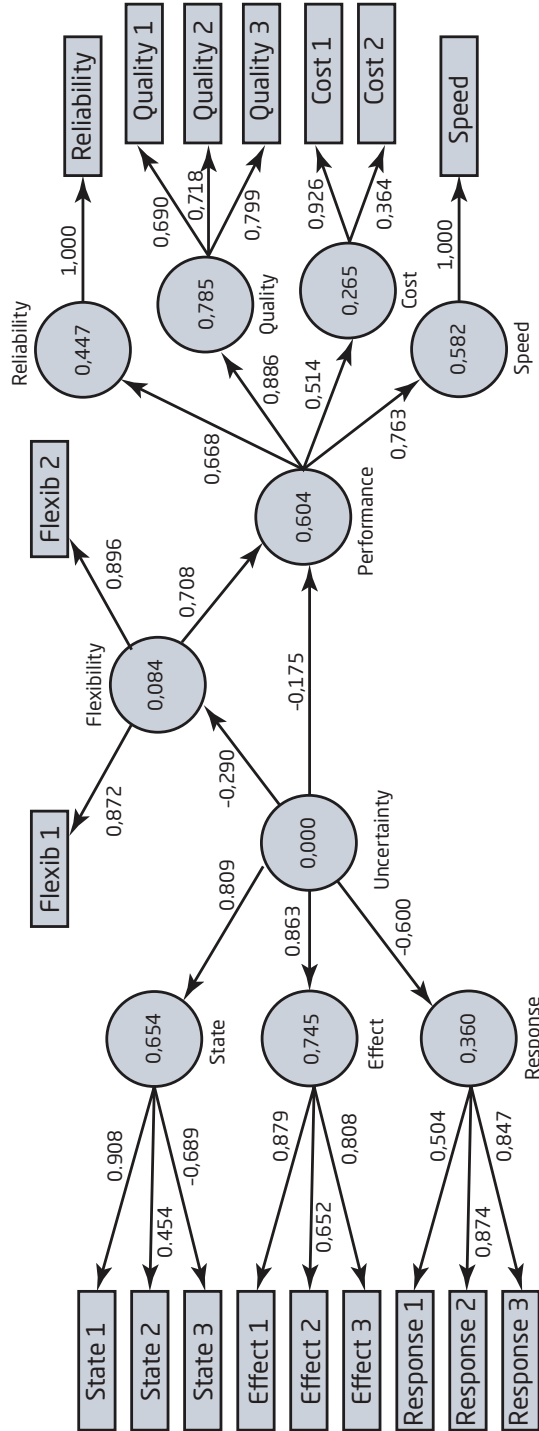 Flexib 1
Flexib 2
0,872
0,896
Flexibility
0,084
-0,290
0,708
State 1
State 2
State 3
0.908
0.454
-0,689
0,654
State
0.809
Effect 1
Effect 2
Effect 3
0,879
0,652
0,808
0,745
Effect
0.863
Response 1
Response 2
Response 3
0,504
0,874
0,847
0,360
Response
-0,600
0,000
Uncertainty
-0,175
0,604
Performance
0,668
0,886
0,514
0,763
Reliability
0,447
1,000
Reliability
0,785
Quality
0,690
0,718
0,799
Quality 1
Quality 2
Quality 3
0,265
Cost
0,926
0,364
Cost 1
Cost 2
0,582
Speed
1,000
Speed